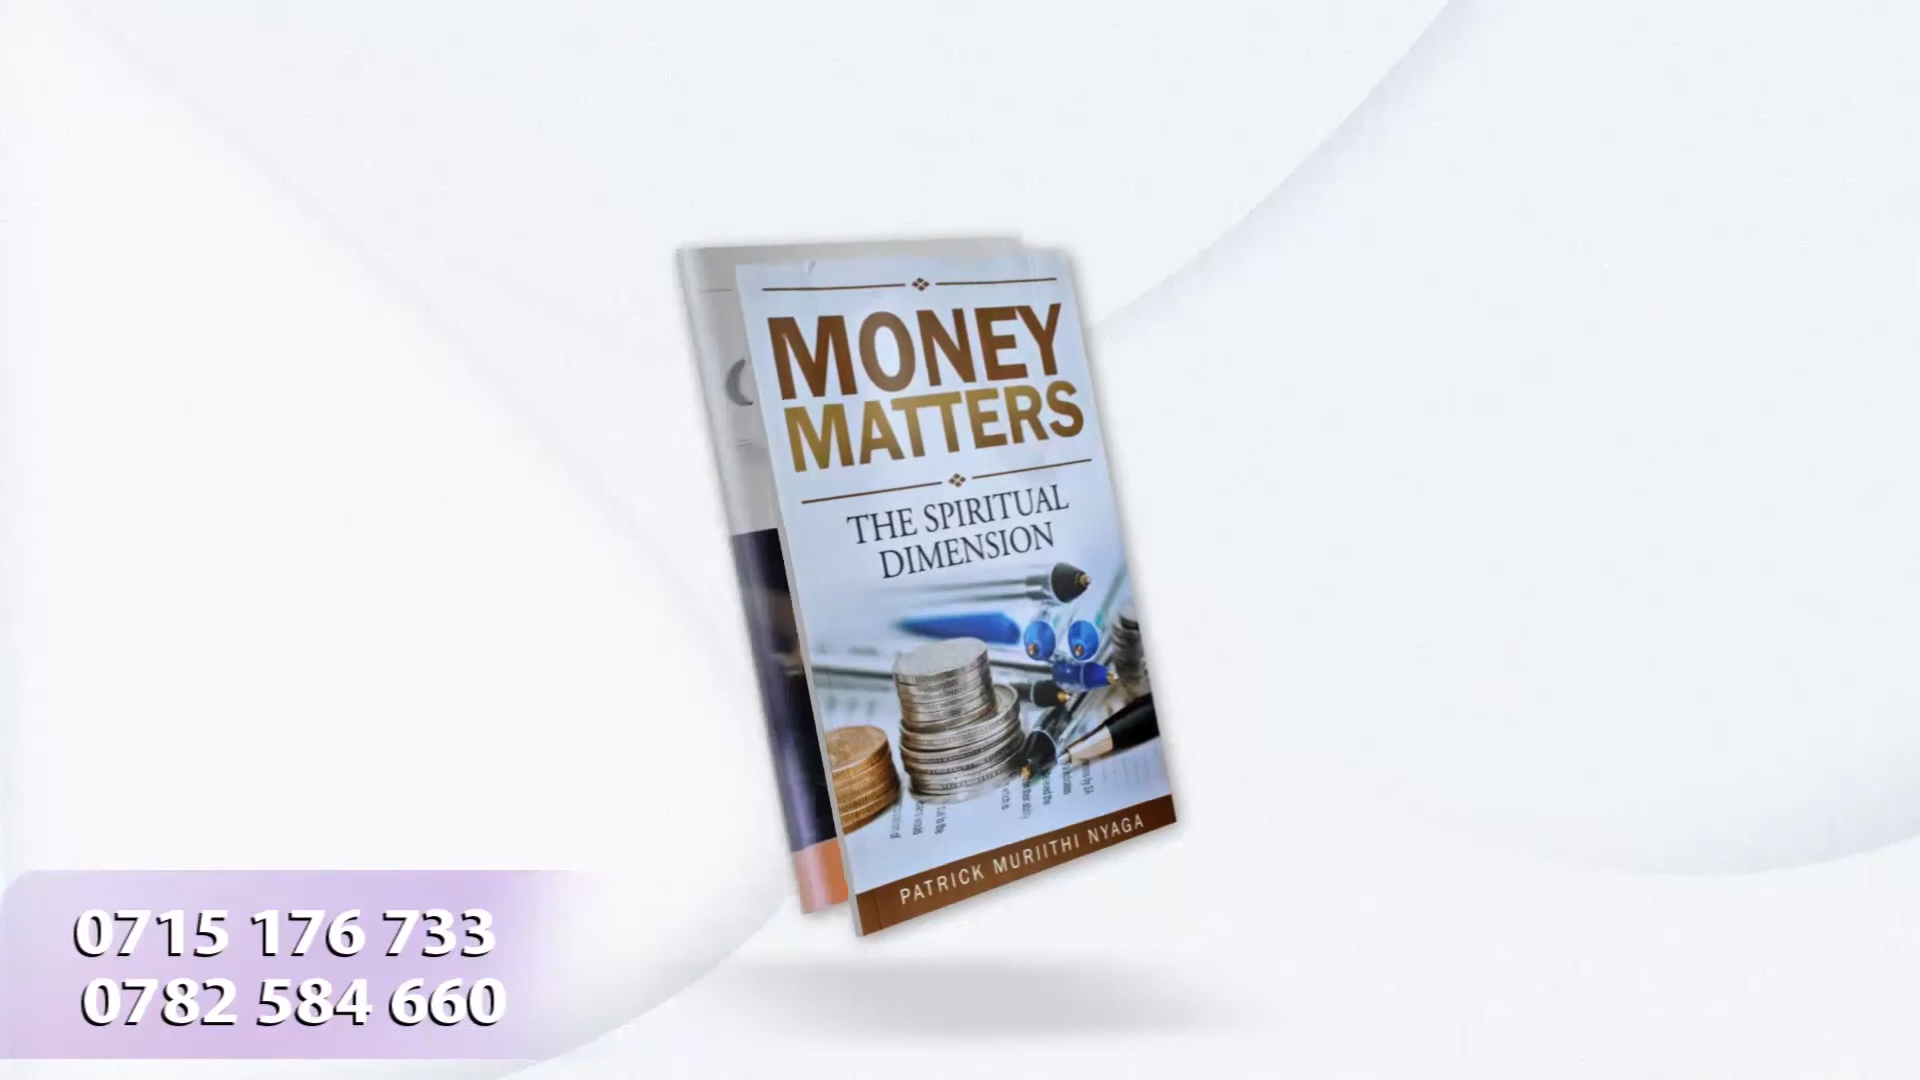 MONEY
MATTERS
THE SPIRITUAL
DIMENSION
PATRICK MURIITHI NYAGA
0715 176 733
0782 584 660